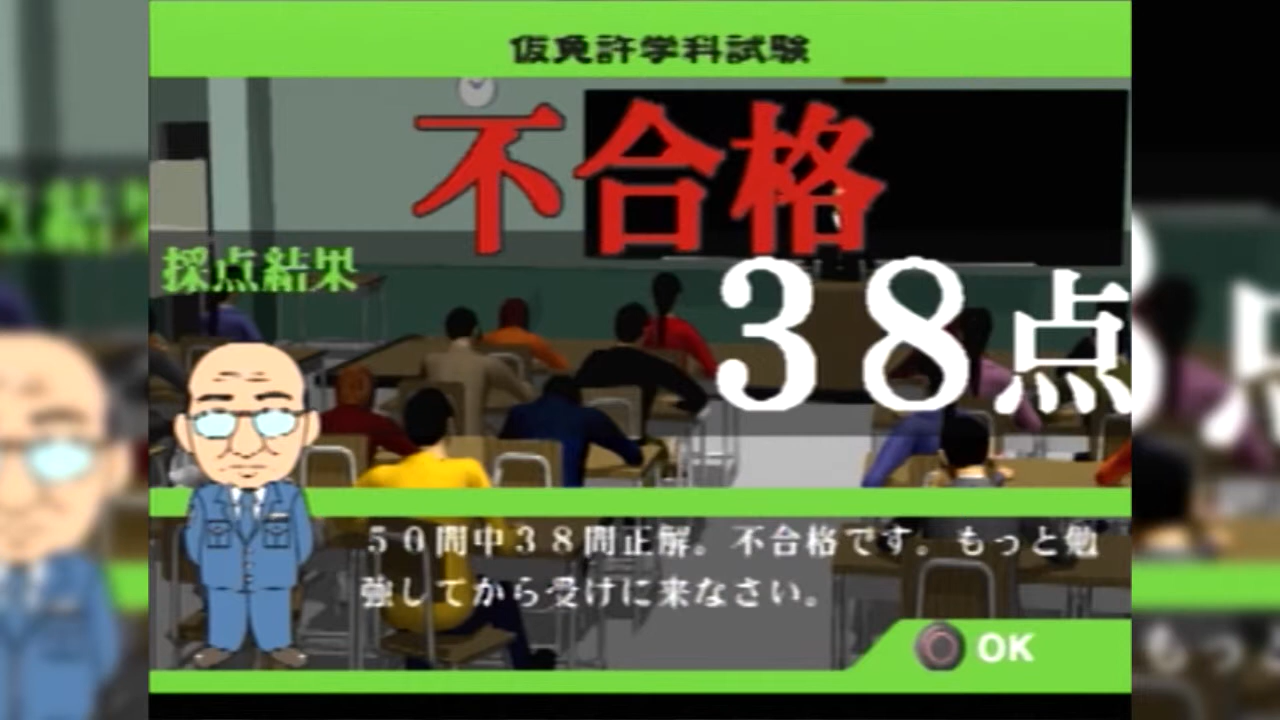 仮免許学科試験
不合格
採点結果
38点
50問中38問正解。不合格です。もっと勉
強してから受けに来なさい。
OK